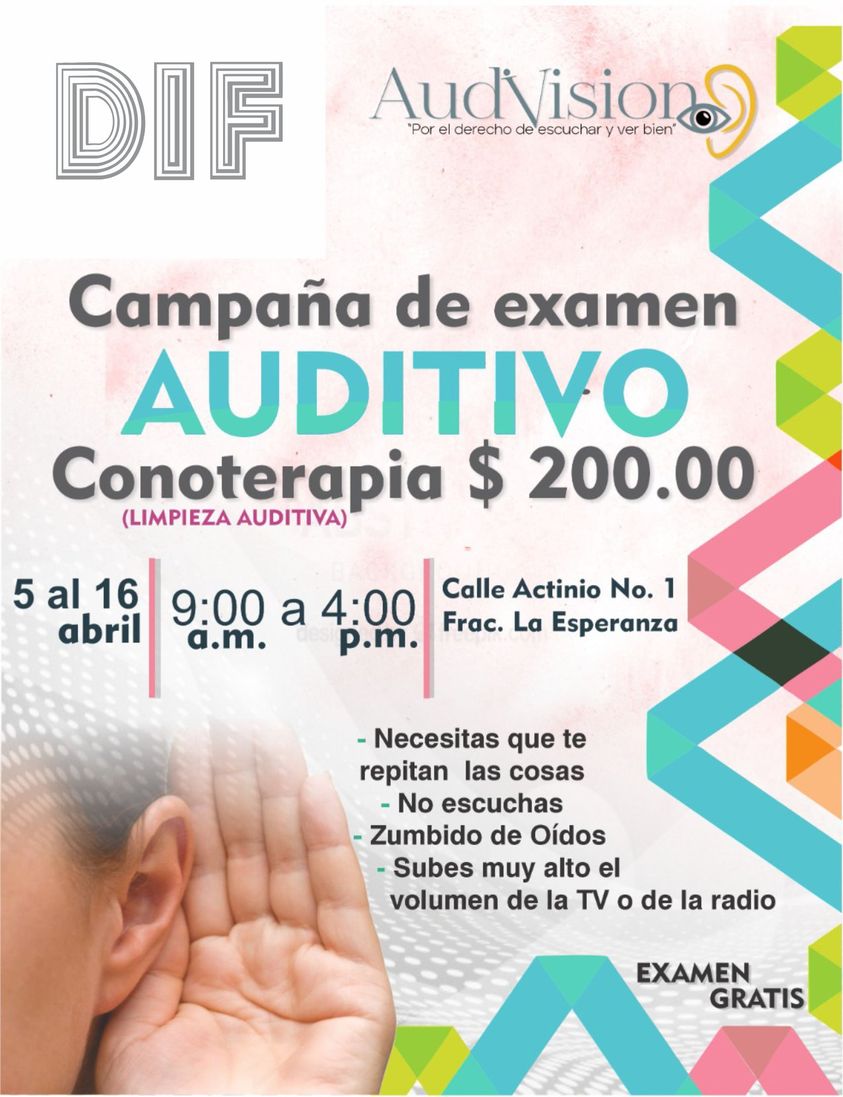 DIF
AudiVision
"Por el derecho de escuchar y ver bien"
Campaña de examen
AUDITIVO
Conoterapia $ 200.00
(LIMPIEZA AUDITIVA)
5 al 16
abril
9:00 a 4:00
a.m. p.m.
Calle Actinio No. 1
Frac. La Esperanza
- Necesitas que te
repitan las cosas
- No escuchas
- Zumbido de Oídos
- Subes muy alto el
volumen de la TV o de la radio
EXAMEN
GRATIS